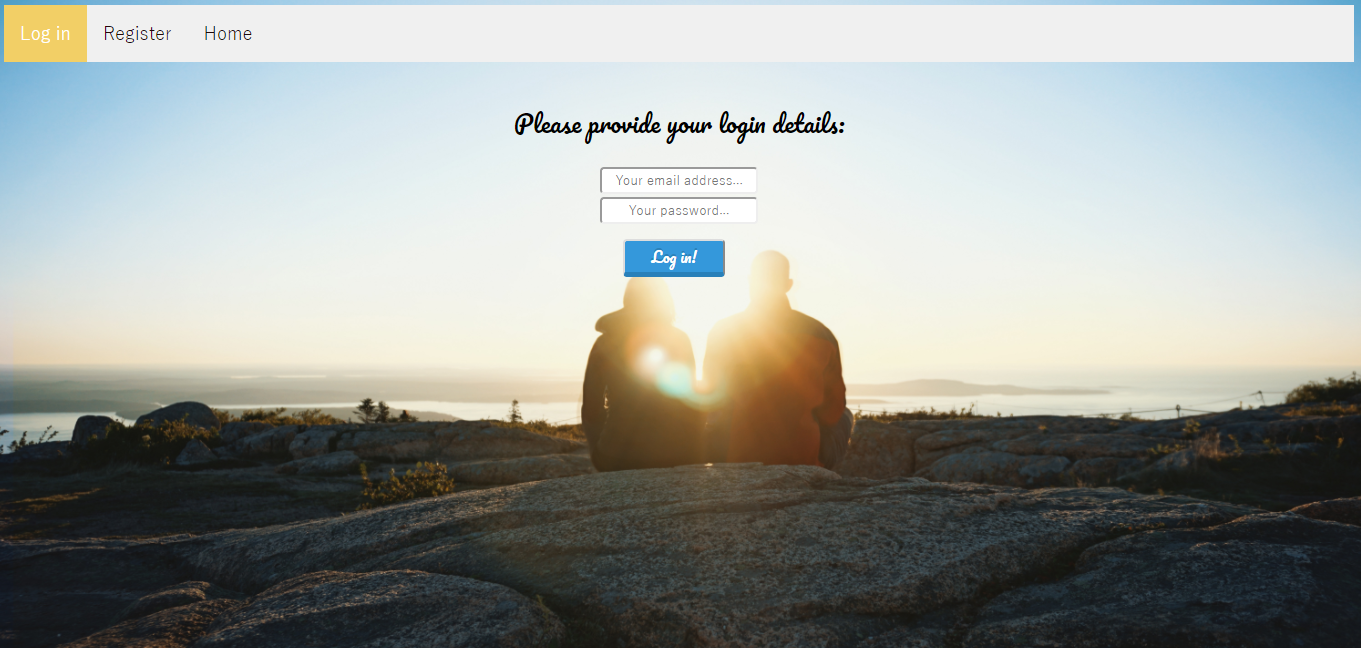 Log in Register Home
Please provide your login details:
Your email address...
Your password...
Log in!